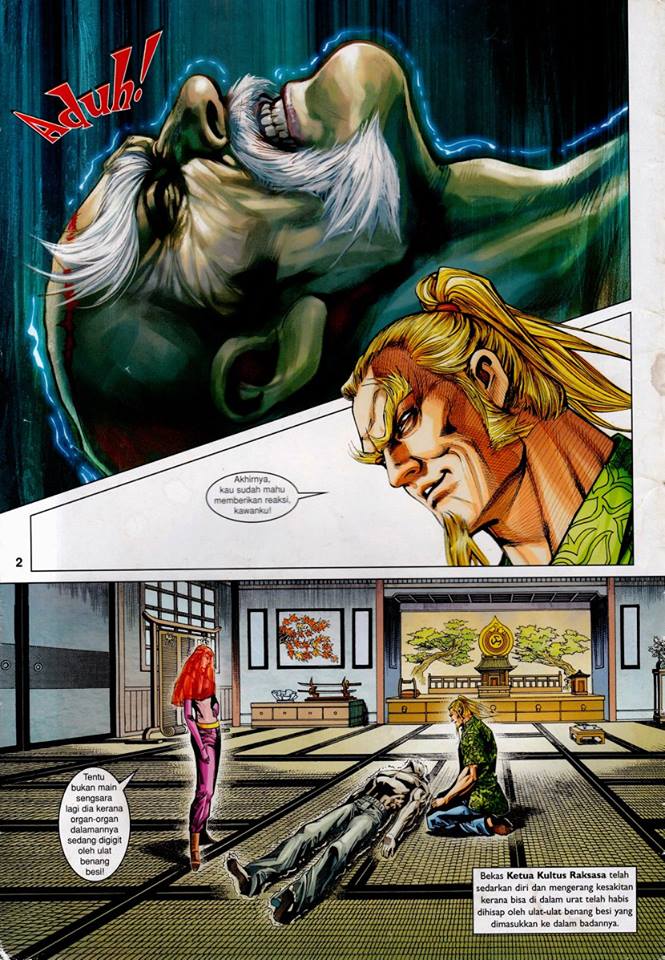 Aduh!
Akhirnya,
kau sudah mahu
memberikan reaksi,
kawanku!
2
Tentu
bukan main
sengsara
lagi dia kerana
organ-organ
dalamannya
sedang digigit
oleh ulat
benang
besi!
Bekas Ketua Kultus Raksasa telah
sedarkan diri dan mengerang kesakitan
kerana bisa di dalam urat telah habis
dihisap oleh ulat-ulat benang besi yang
dimasukkan ke dalam badannya.